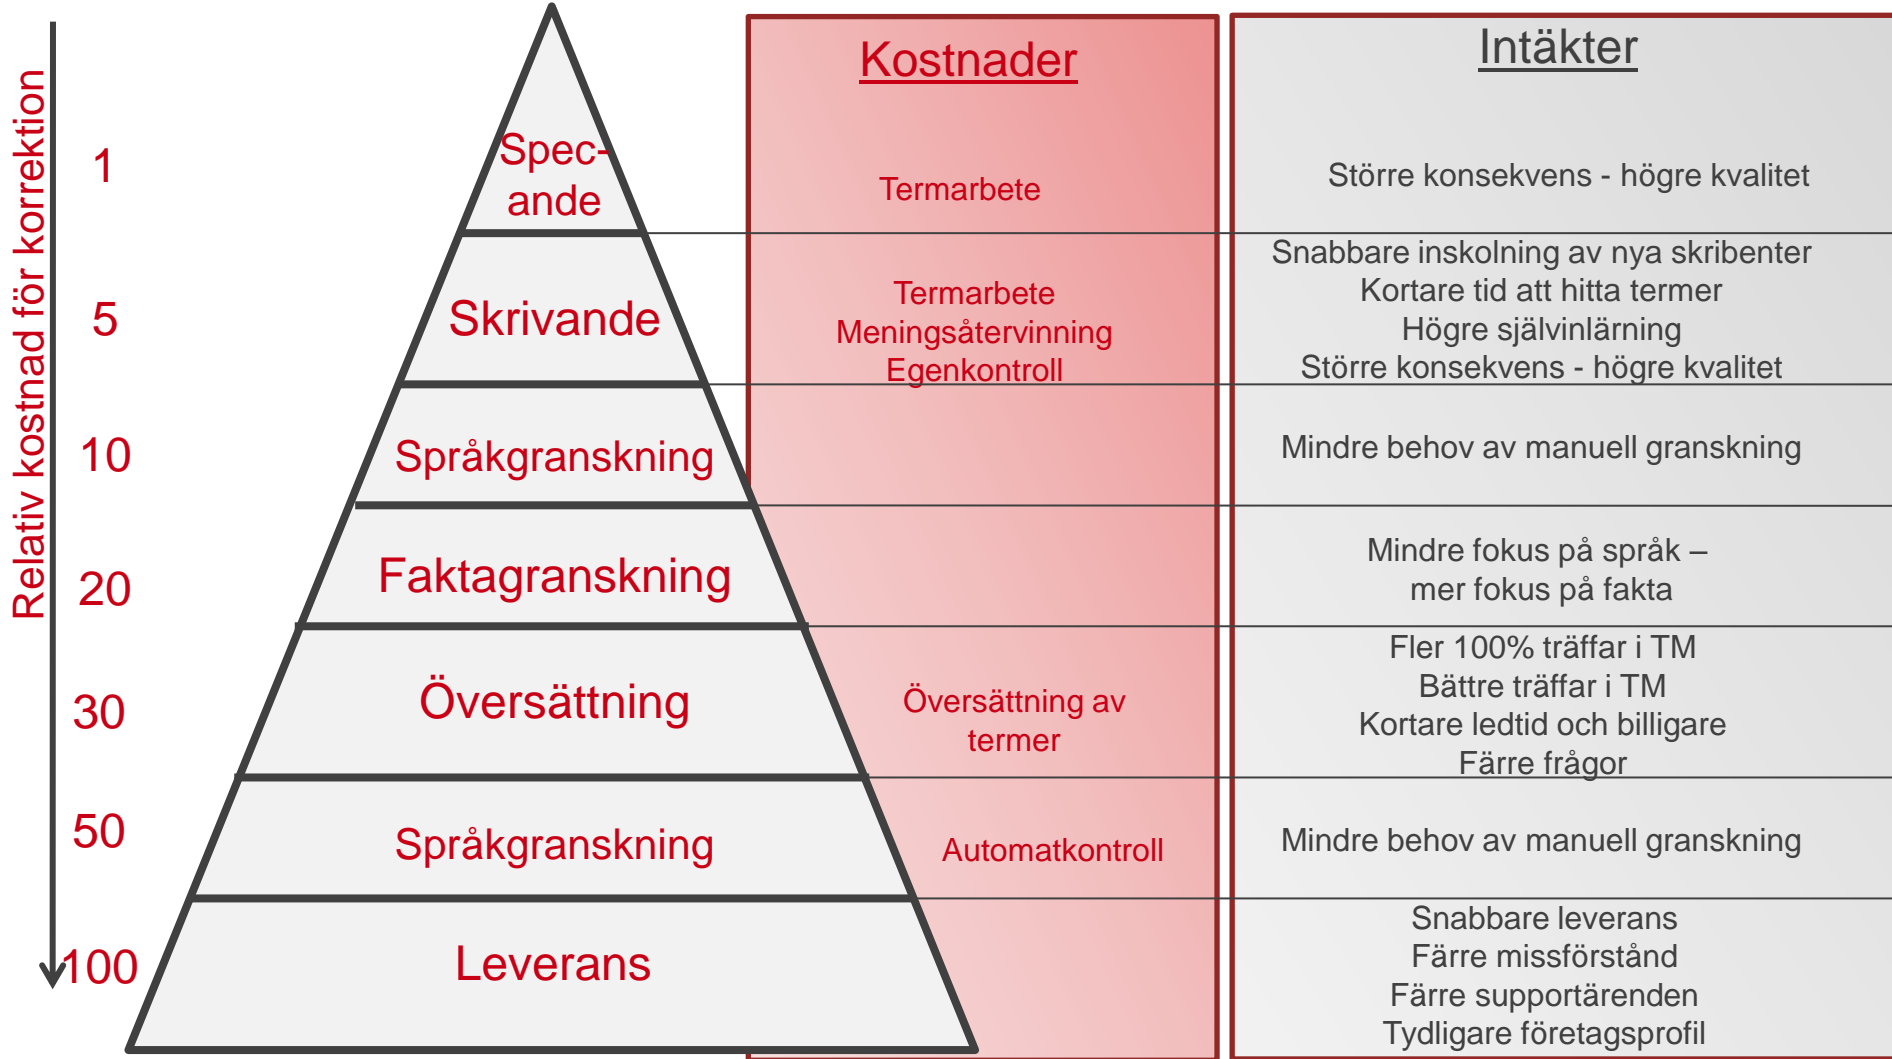 Relativ kostnad för korrektion
Kostnader
Intäkter
1
Spec-
ande
Termarbete
Större konsekvens - högre kvalitet
5
Skrivande
Termarbete
Meningsåtervinning
Egenkontroll
Snabbare inskolning av nya skribenter
Kortare tid att hitta termer
Högre självinlärning
Större konsekvens - högre kvalitet
10
Språkgranskning
Mindre behov av manuell granskning
20
Faktagranskning
Mindre fokus på språk –
mer fokus på fakta
30
Översättning
Översättning av
termer
Fler 100% träffar i TM
Bättre träffar i TM
Kortare ledtid och billigare
Färre frågor
50
Språkgranskning
Automatkontroll
Mindre behov av manuell granskning
100
Leverans
Snabbare leverans
Färre missförstånd
Färre supportärenden
Tydligare företagsprofil